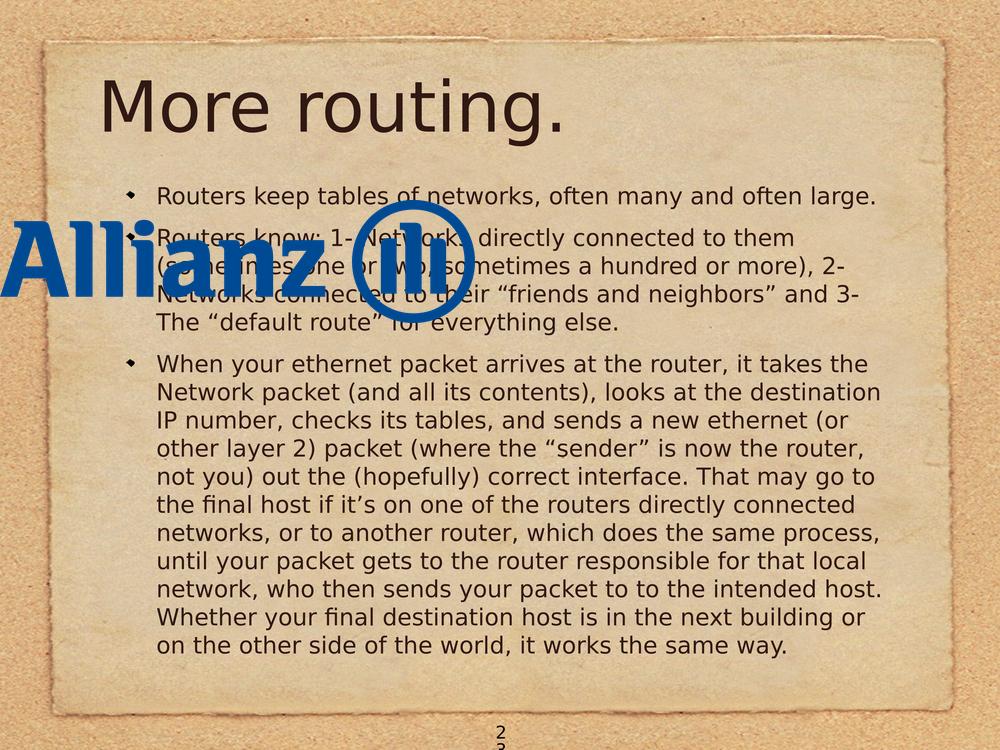 More routing.
Routers keep tables of networks, often many and often large.
Allianz
Routers know: 1- Networks directly connected to them
(sometimes one or two, sometimes a hundred or more), 2-
Networks connected to their “friends and neighbors” and 3-
The “default route” for everything else.
When your ethernet packet arrives at the router, it takes the
Network packet (and all its contents), looks at the destination
IP number, checks its tables, and sends a new ethernet (or
other layer 2) packet (where the “sender” is now the router,
not you) out the (hopefully) correct interface. That may go to
the final host if it’s on one of the routers directly connected
networks, or to another router, which does the same process,
until your packet gets to the router responsible for that local
network, who then sends your packet to to the intended host.
Whether your final destination host is in the next building or
on the other side of the world, it works the same way.
2
3